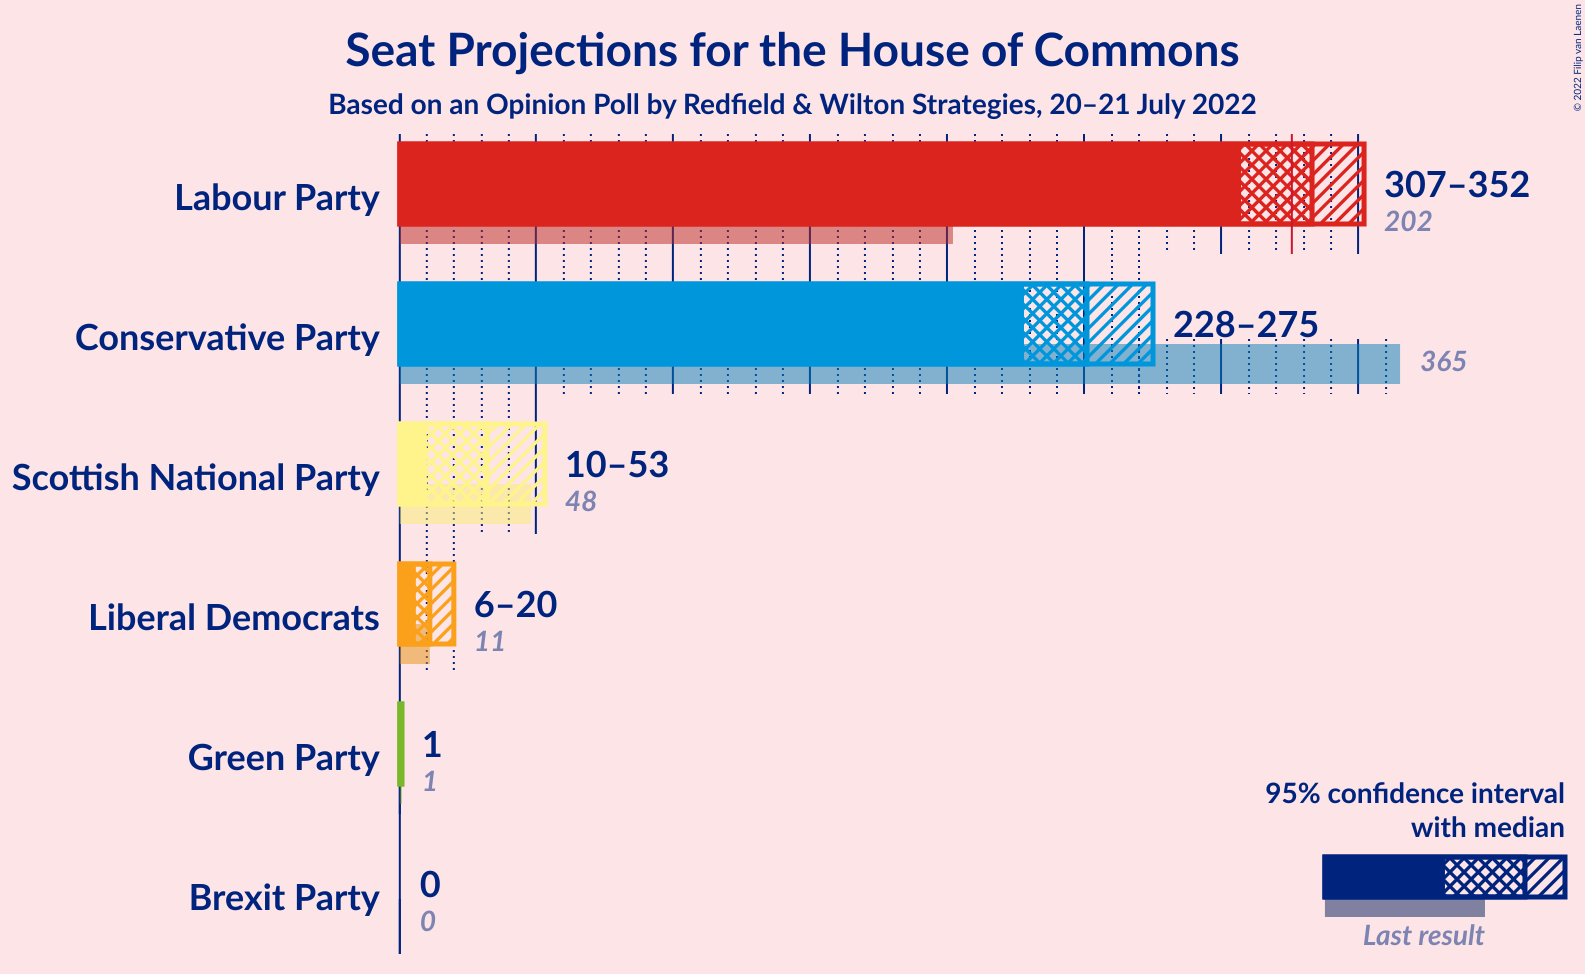 Seat Projections for the House of Commons
Based on an Opinion Poll by Redfield & Wilton Strategies, 20–21 July 2022
© 2022 Filip van Laenen
Labour Party
307–352
202
Conservative Party
228–275
365
Scottish National Party
10–53
48
Liberal Democrats
6–20
11
Green Party
1
1
Brexit Party
0
0
95% confidence interval
with median
Last result